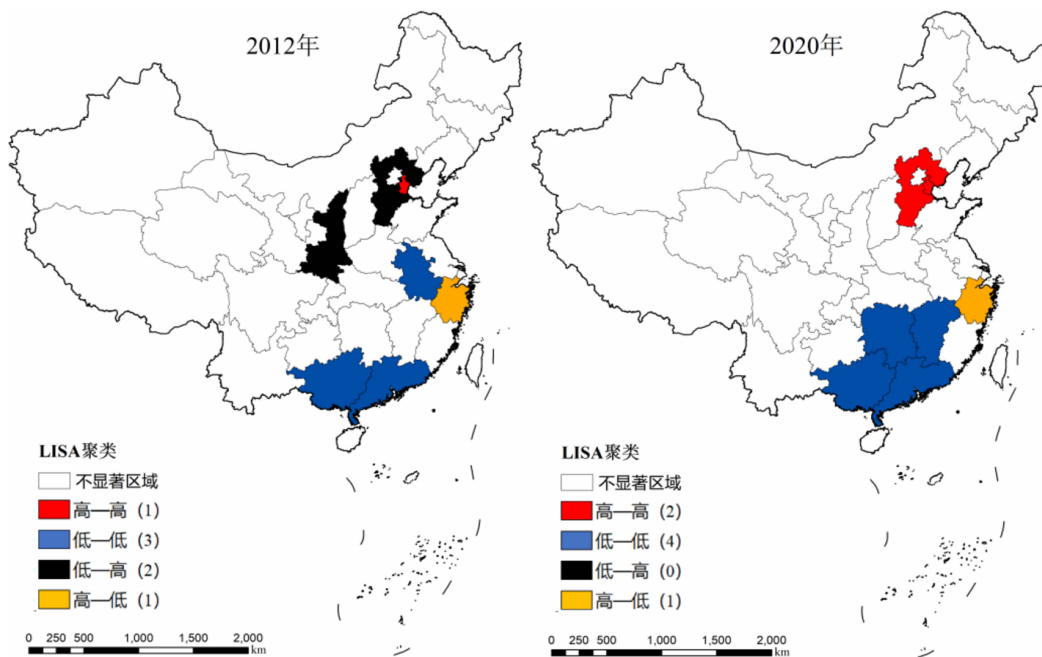 2012年
LISA聚类
不显著区域
高—高 (1)
低—低 (3)
低—高 (2)
高—低 (1)
0 250 500 1,000 1,500 2,000
km
2020年
LISA聚类
不显著区域
高—高 (2)
低—低 (4)
低—高 (0)
高—低 (1)
0 250 500 1,000 1,500 2,000
km